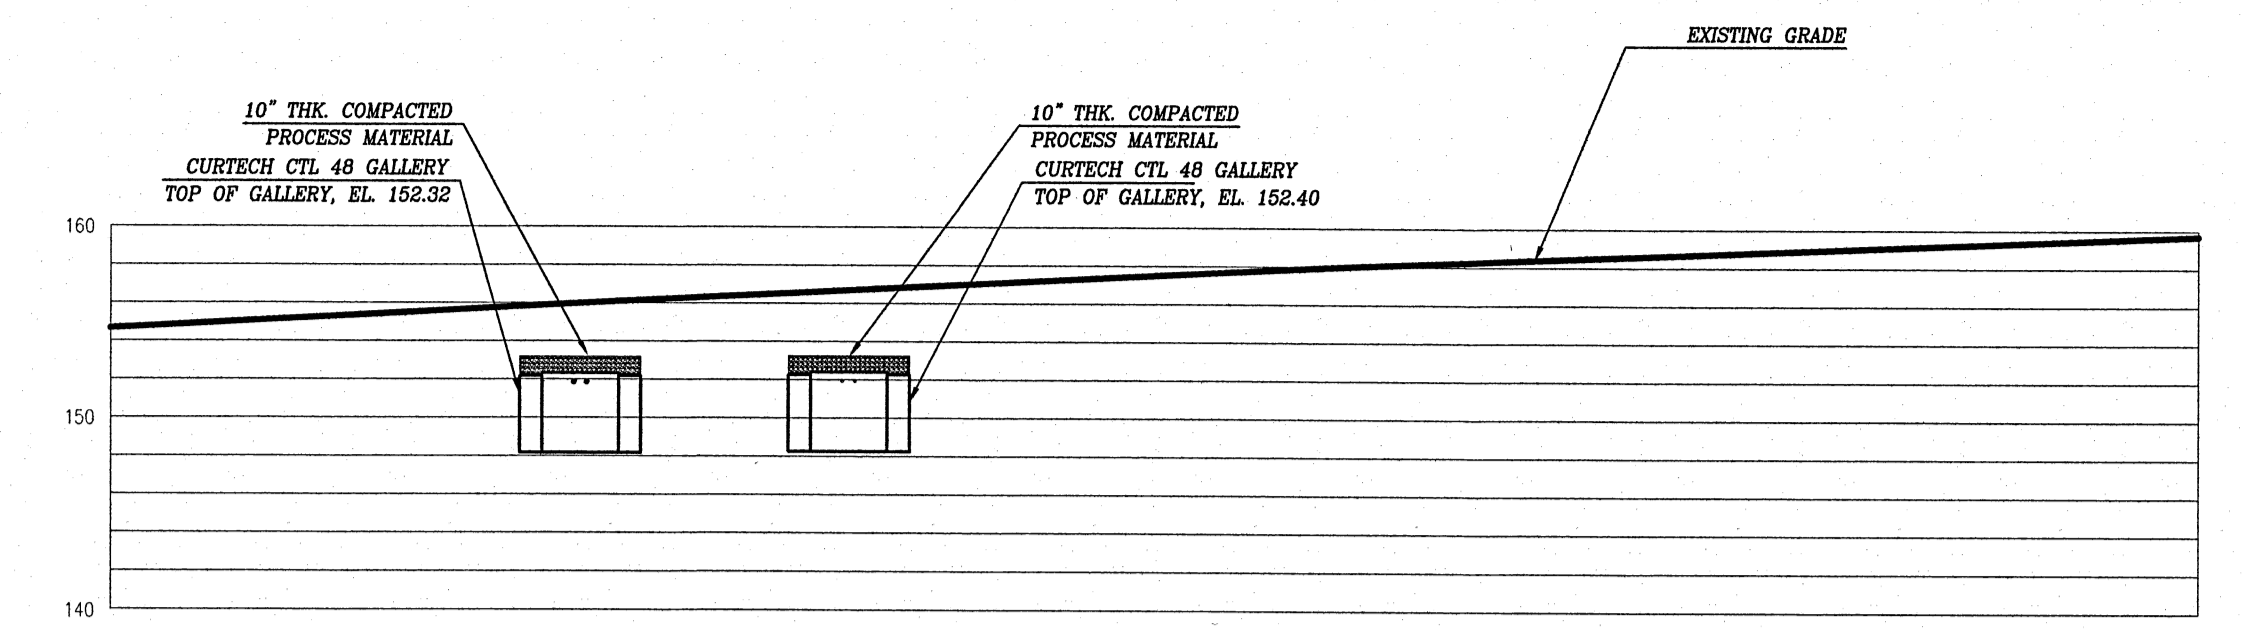 EXISTING GRADE
10" THK. COMPACTED
PROCESS MATERIAL
CURTECH CTL 48 GALLERY
TOP OF GALLERY, EL. 152.32
10" THK. COMPACTED
PROCESS MATERIAL
CURTECH CTL 48 GALLERY
TOP OF GALLERY, EL. 152.40
160
150
140